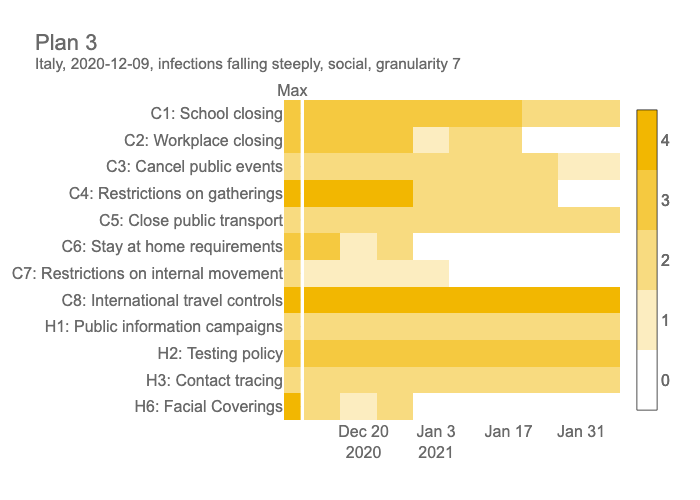 Plan 3
Italy, 2020-12-09, infections falling steeply, social, granularity 7
Max
C1: School closing
C2: Workplace closing
C3: Cancel public events
C4: Restrictions on gatherings
C5: Close public transport
C6: Stay at home requirements
C7: Restrictions on internal movement
C8: International travel controls
H1: Public information campaigns
H2: Testing policy
H3: Contact tracing
H6: Facial Coverings
4
3
2
1
0
Dec 20 Jan 3 Jan 17 Jan 31
2020 2021